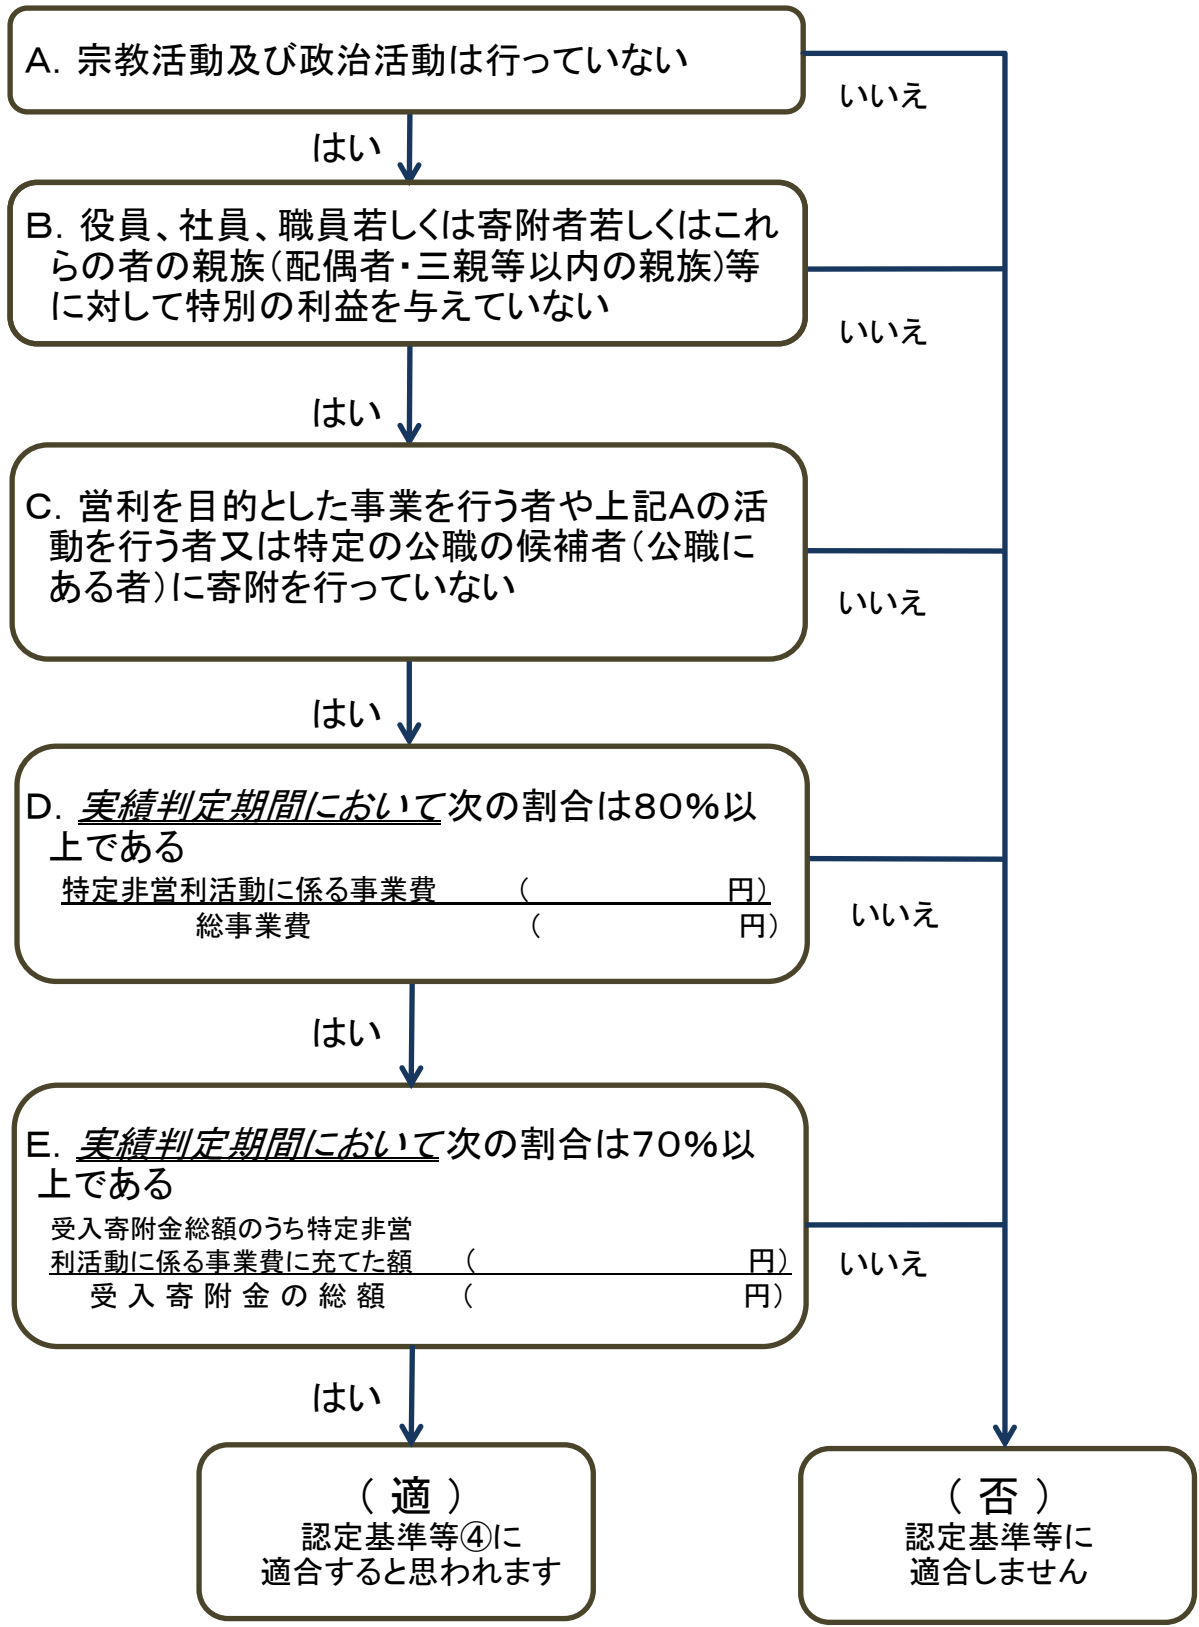 A．宗教活動及び政治活動は行っていない
いいえ
はい
B．役員、社員、職員若しくは寄附者若しくはこれ
らの者の親族（配偶者・三親等以内の親族）等
に対して特別の利益を与えていない
いいえ
はい
C．営利を目的とした事業を行う者や上記Aの活
動を行う者又は特定の公職の候補者（公職に
ある者）に寄附を行っていない
いいえ
はい
D．実績判定期間において次の割合は80％以
上である
特定非営利活動に係る事業費　（　　　円）
総事業費　（　　　円）
いいえ
はい
E．実績判定期間において次の割合は70％以
上である
受入寄附金総額のうち特定非営
利活動に係る事業費に充てた額　（　　　円）
受入寄附金の総額　（　　　円）
いいえ
はい
（適）
認定基準等④に
適合すると思われます
（否）
認定基準等に
適合しません